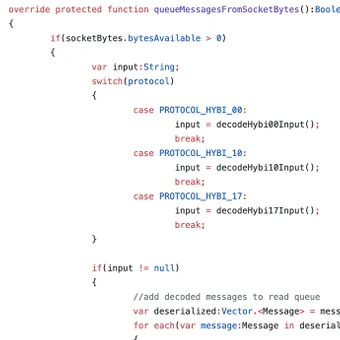 override protected function queueMessagesFromSocketBytes():Boole
{
if(socketBytes.bytesAvailable > 0)
{
var input:String;
switch(protocol)
{
case PROTOCOL_HYBI_00:
input = decodeHybi00Input();
break;
case PROTOCOL_HYBI_10:
input = decodeHybi10Input();
break;
case PROTOCOL_HYBI_17:
input = decodeHybi17Input();
break;
}
if(input != null)
{
//add decoded messages to read queue
var deserialized:Vector.<Message> = mess
for each(var message:Message in deserial
{